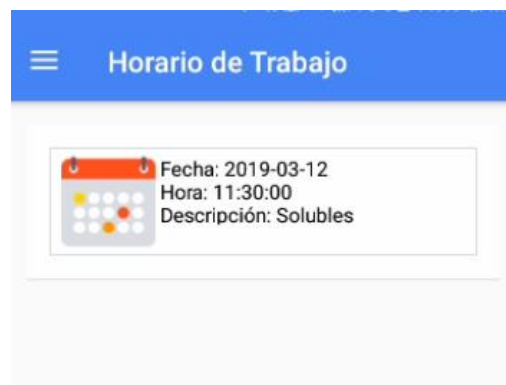 Horario de Trabajo
Fecha: 2019-03-12
Hora: 11:30:00
Descripción: Solubles